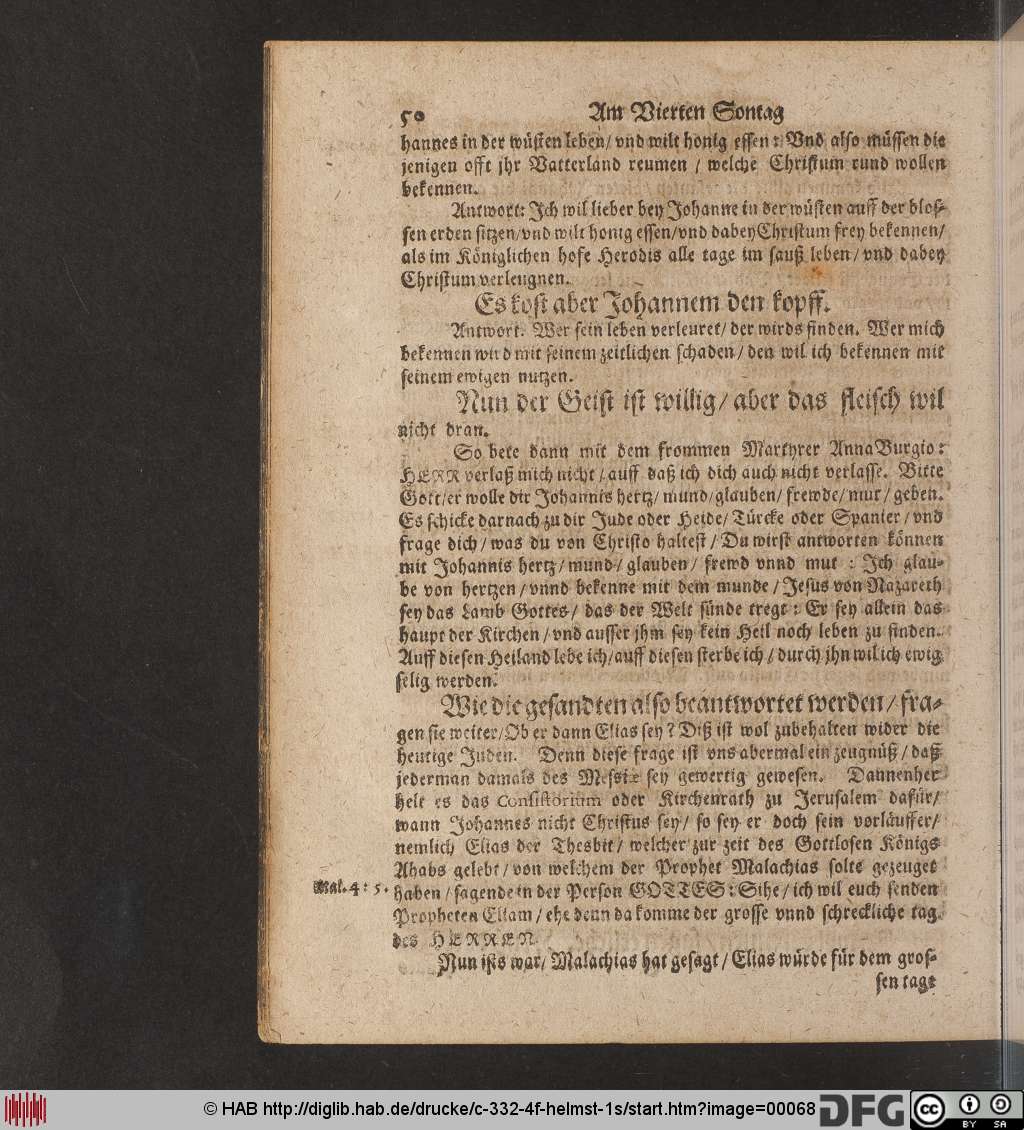 50 Am Vierten Sontag
hannes in der wüsten leben/ vnd wilt honig essen: Vnd also müssen die
jenigen offt jhr Vatterland reumen / welche Christum rund wollen
bekennen.
Antwort: Ich wil lieber bey Johanne in der wüsten auff der blos-
sen erden sitzen/vnd wilt honig essen/vnd dabey Christum frey bekennen/
als im Königlichen hofe Herodis alle tage im sauß leben/ vnd dabey
Christum verleugnen.
Es kost aber Johannem den kopff.
Antwort. Wer sein leben verleuret/ der wirds finden. Wer mich
bekennen wird mit seinem zeitlichen schaden/ den wil ich bekennen mit
seinem ewigen nutzen.
Nun der Geist ist willig/ aber das fleisch wil
nicht dran.
So bete dann mit dem frommen Martyrer Anna Burgio:
HERR verlaß mich nicht / auff daß ich dich auch nicht verlasse. Bitte
Gott/er wolle dir Johannis hertz/ mund/glauben/ frewde/ mut/ geben.
Es schicke darnach zu dir Jude oder Heide/ Türcke oder Spanier/ vnd
frage dich/ was du von Christo haltest/ Du wirst antworten können
mit Johannis hertz/ mund/ glauben/ frewd vnnd mut : Ich glau-
be von hertzen/ vnnd bekenne mit dem munde/ Jesus von Nazareth
sey das Lamb Gottes/ das der Welt sünde tregt: Er sey allein das
haupt der Kirchen/ vnd ausser jhm sey kein Heil noch leben zu finden.
Auff diesen Heiland lebe ich/auff diesen sterbe ich/ durch jhn wil ich ewig
selig werden.
Wie die gesandten also beantwortet werden/ fra-
gen sie weiter/Ob er dann Elias sey? Diß ist wol zubehalten wider die
heutige Juden. Denn diese frage ist vns abermal ein zeugnüß/ daß
jederman damals des Messiæ sey gewertig gewesen. Dannenher
helt es das Consistorium oder Kirchenrath zu Jerusalem dafür/
wann Johannes nicht Christus sey/ so sey er doch sein vorläuffer/
nemlich Elias der Thesbit/ welcher zur zeit des Gottlosen Königs
Ahabs gelebt/ von welchem der Prophet Malachias solte gezeuget
Mal. 4: 5. haben/ sagende in der Person GOTTES: Sihe/ ich wil euch senden
Propheten Eliam/ ehe denn da komme der grosse vnnd schreckliche tag
des HERREN.
Nun ists war/ Malachias hat gesagt/ Elias würde für dem gros-
sen tage
© HAB http://diglib.hab.de/drucke/c-332-4f-helmst-1s/start.htm?image=00068 DFG cc BY SA